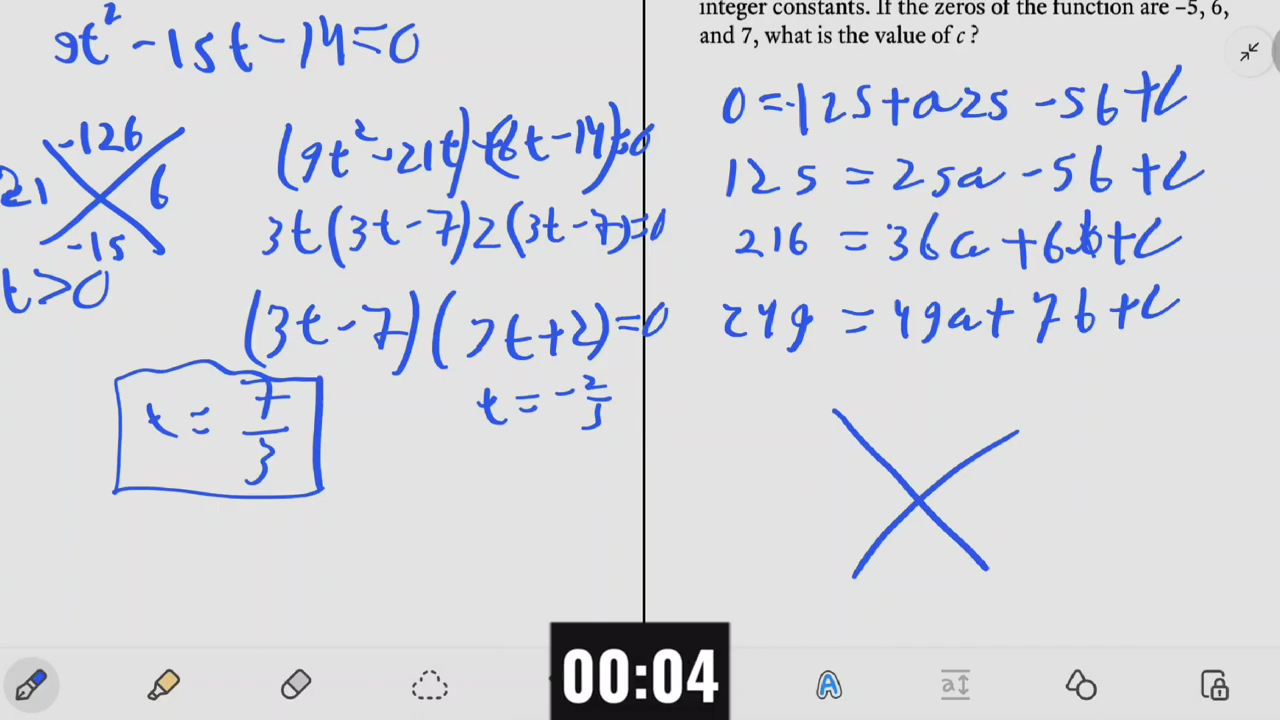 9t² - 15t - 14 = 0
-126
21 6
-15
t > 0
(9t² - 21t) + (6t - 14) = 0
3t(3t - 7) 2(3t - 7) = 0
(3t - 7)(3t + 2) = 0
t = 7/3
t = -2/3
integer constants. If the zeros of the function are –5, 6,
and 7, what is the value of c ?
0 = -125 + a25 - 5b + c
125 = 25a - 5b + c
216 = 36a + 6b + c
249 = 49a + 7b + c
00:04
A
a